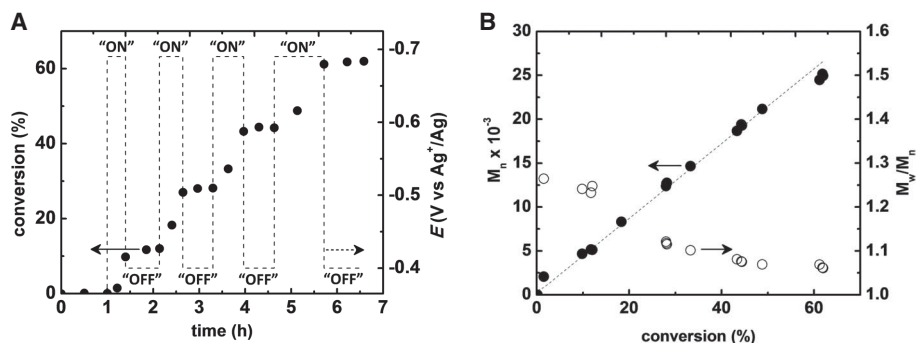 A
"ON" "ON" "ON" "ON"
60
40
20
0
conversion (%)
-0.7
-0.6
-0.5
-0.4
E (V vs Ag+/Ag)
"OFF" "OFF" "OFF" "OFF"
0 1 2 3 4 5 6 7
time (h)
B
30
25
20
15
10
5
0
Mn x 10-3
1.6
1.5
1.4
1.3
1.2
1.1
1.0
Mw/Mn
0 20 40 60 80
conversion (%)